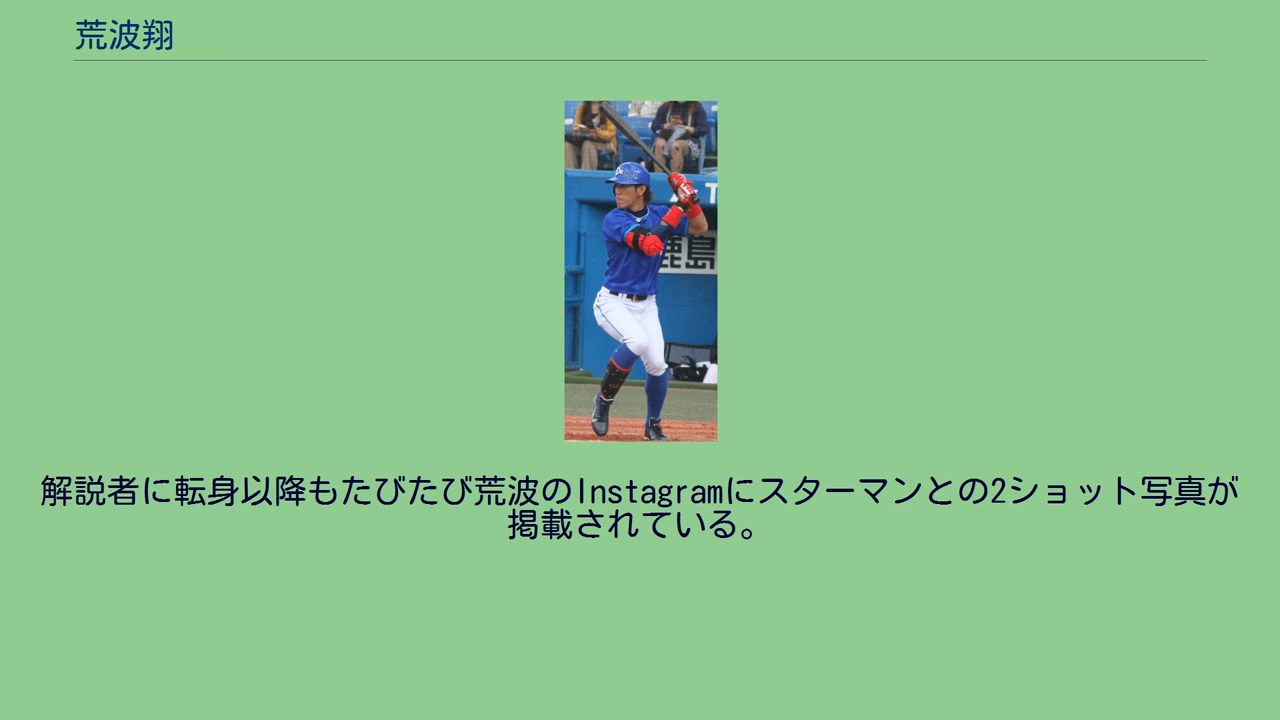 荒波翔
鹿島
解説者に転身以降もたびたび荒波のInstagramにスターマンとの2ショット写真が
掲載されている。